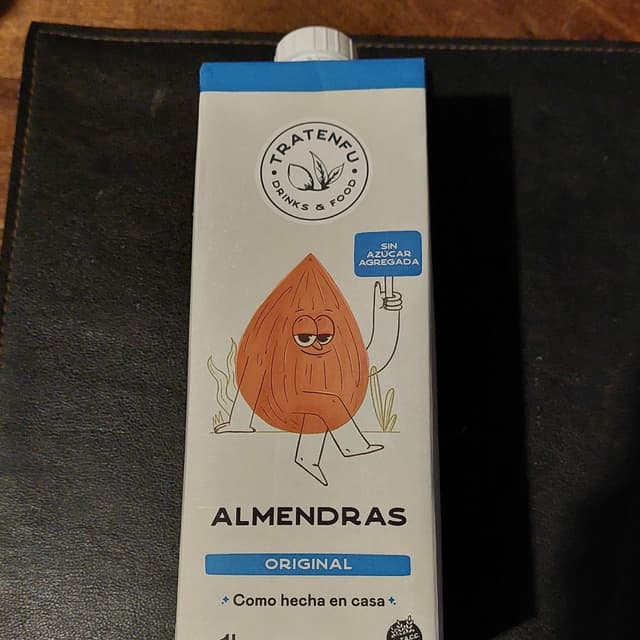 TRATENFU
DRINKS & FOOD
SIN
AZÚCAR
AGREGADA
ALMENDRAS
ORIGINAL
Como hecha en casa